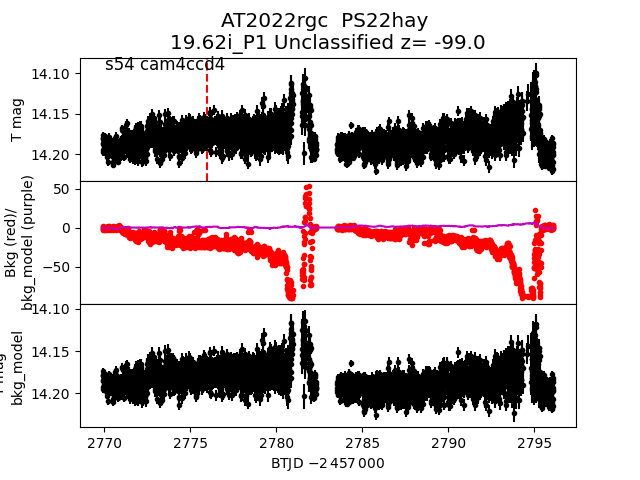 AT2022rgc PS22hay
19.62i_P1 Unclassified z= -99.0
s54 cam4ccd4
14.10
14.15
14.20
T mag
50
0
−50
Bkg (red)/
bkg_model (purple)
14.10
14.15
14.20
bkg_model
2770
2775
2780
2785
2790
2795
BTJD −2 457 000